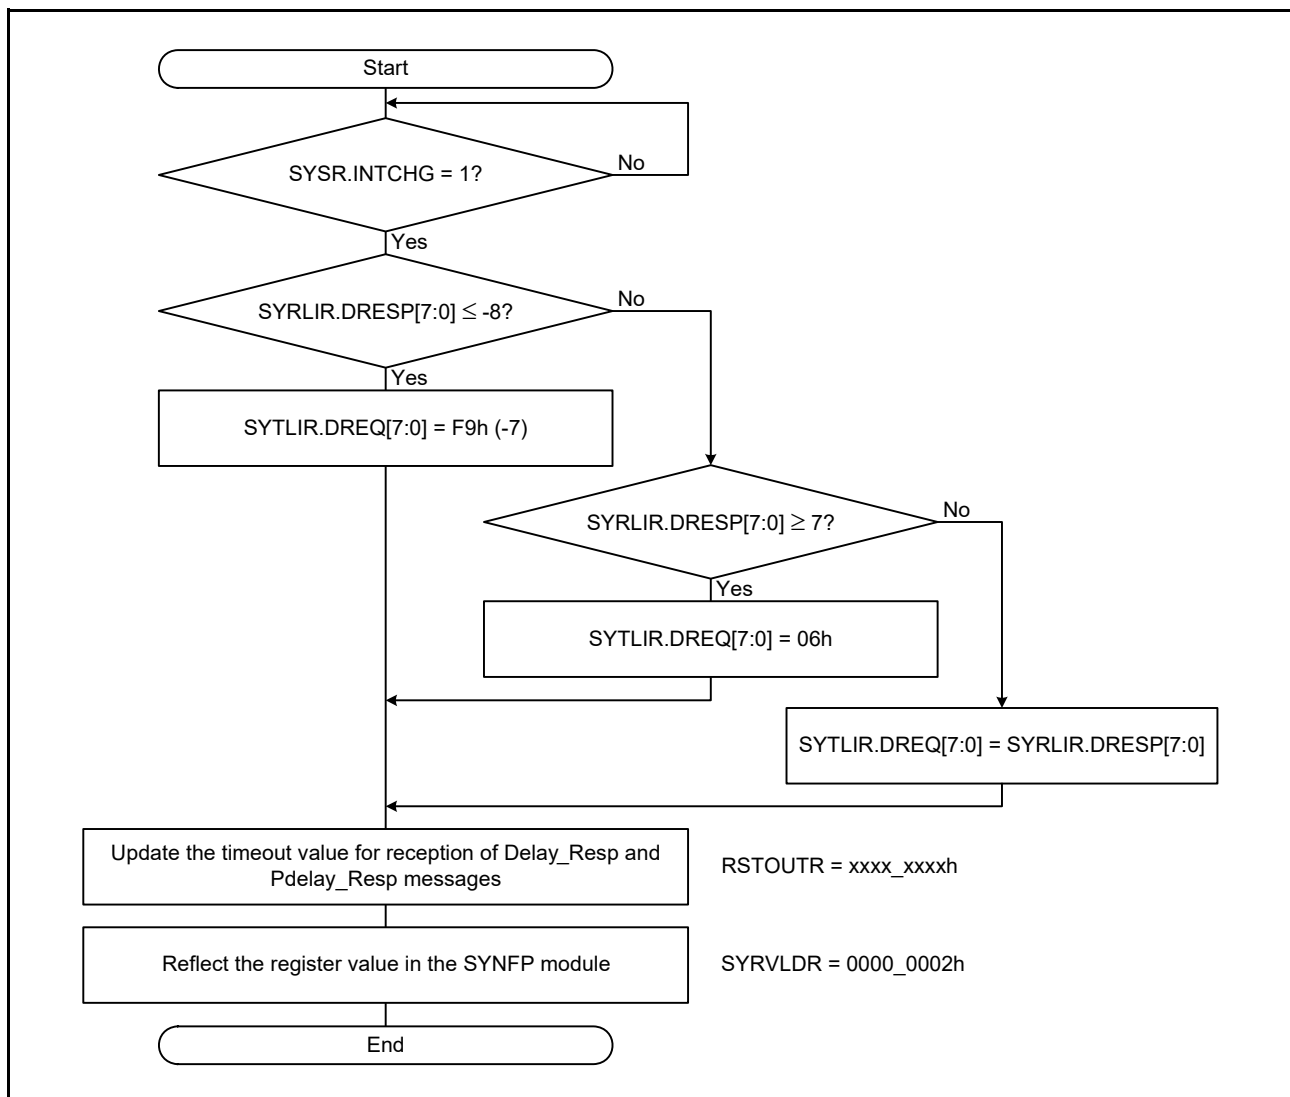 Start
SYSR.INTCHG = 1?
No
Yes
SYRLIR.DRESP[7:0] ≤ -8?
No
Yes
SYTLIR.DREQ[7:0] = F9h (-7)
SYRLIR.DRESP[7:0] ≥ 7?
No
Yes
SYTLIR.DREQ[7:0] = 06h
SYTLIR.DREQ[7:0] = SYRLIR.DRESP[7:0]
Update the timeout value for reception of Delay_Resp and
Pdelay_Resp messages
RSTOUTR = xxxx_xxxxh
Reflect the register value in the SYNFP module
SYRVLDR = 0000_0002h
End